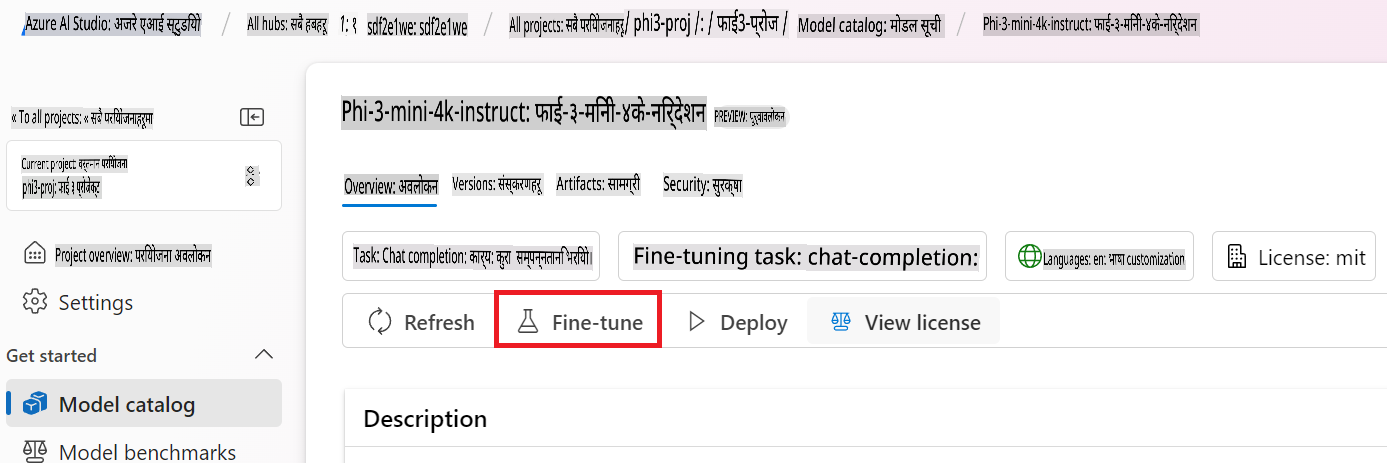 Azure AI Studio: अजरे एआई स्टुडियो / All hubs: सबै हबहरू 1: १ sdf2e1we: sdf2e1we / All projects: सबै परियोजनाहरू / phi3-proj /: / फाई3-प्रोज / Model catalog: मोडल सूची / Phi-3-mini-4k-instruct: फाई-३-मिनी-४के-निर्देशन
« To all projects: « सबै परियोजनाहरूमा
Current project: वर्तमान परियोजना
phi3-proj:
Project overview: परियोजना अवलोकन
Settings
Get started
Model catalog
Model benchmarks
Phi-3-mini-4k-instruct: फाई-३-मिनी-४के-निर्देशन PREVIEW: पूर्वावलोकन
Overview: अवलोकन Versions: संस्करणहरू Artifacts: सामग्री Security: सुरक्षा
Task: Chat completion: कार्य: कुरा Fine-tuning task: chat-completion: Languages: en: भाषा customization License: mit
Refresh Fine-tune Deploy View license
Description